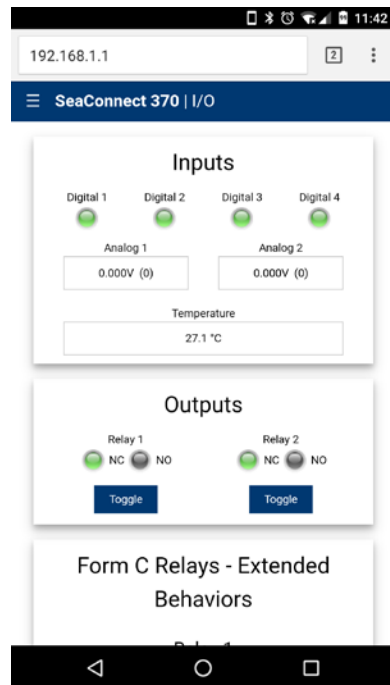 11:42
192.168.1.1
2
SeaConnect 370 | I/O
Inputs
Digital 1 Digital 2 Digital 3 Digital 4
Analog 1 Analog 2
0.000V (0) 0.000V (0)
Temperature
27.1 °C
Outputs
Relay 1 Relay 2
NC NO NC NO
Toggle Toggle
Form C Relays - Extended
Behaviors